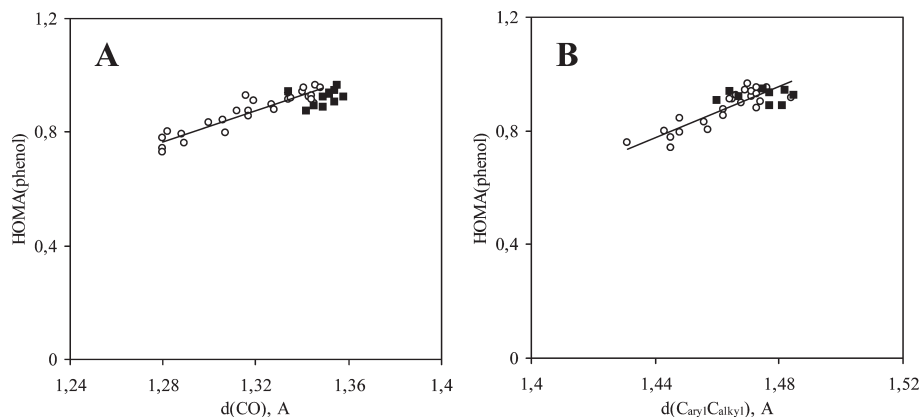 A
1,2
0,8
0,4
0
HOMA(phenol)
1,24 1,28 1,32 1,36 1,4
d(CO), A
B
1,2
0,8
0,4
0
HOMA(phenol)
1,4 1,44 1,48 1,52
d(CarylCalkyl), A